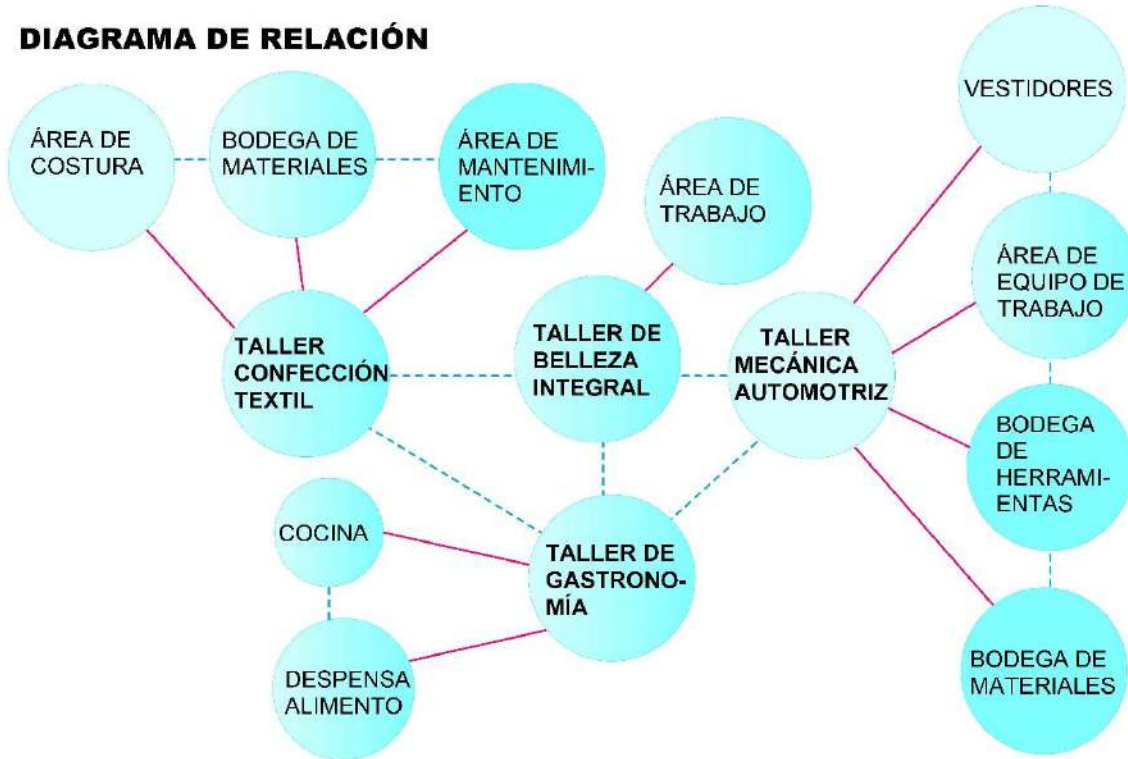 DIAGRAMA DE RELACIÓN
ÁREA DE
COSTURA
BODEGA DE
MATERIALES
ÁREA DE
MANTENIMI-
ENTO
ÁREA DE
TRABAJO
VESTIDORES
ÁREA DE
EQUIPO DE
TRABAJO
TALLER
CONFECCIÓN
TEXTIL
TALLER DE
BELLEZA
INTEGRAL
TALLER
MECÁNICA
AUTOMOTRIZ
BODEGA
DE
HERRAMI-
ENTAS
COCINA
TALLER DE
GASTRONO-
MÍA
DESPENSA
ALIMENTO
BODEGA DE
MATERIALES